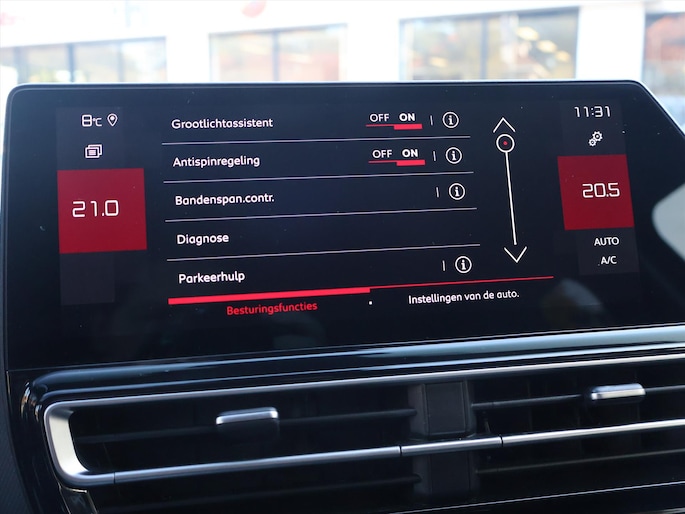 8°C
11:31
Grootlichtassistent OFF ON
Antispinregeling OFF ON
Bandenspan.contr.
21.0
20.5
Diagnose
AUTO
A/C
Parkeerhulp
Besturingsfuncties
Instellingen van de auto.